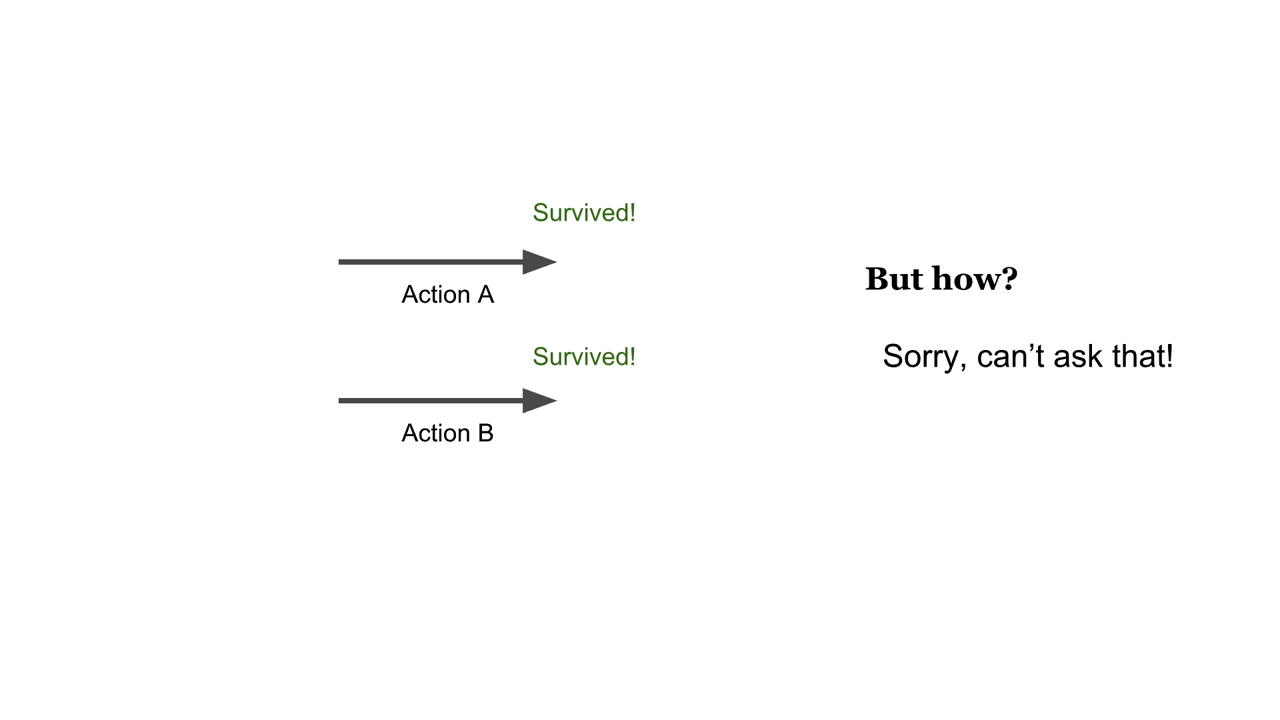 Survived!
Action A
Survived!
Action B
But how?
Sorry, can’t ask that!